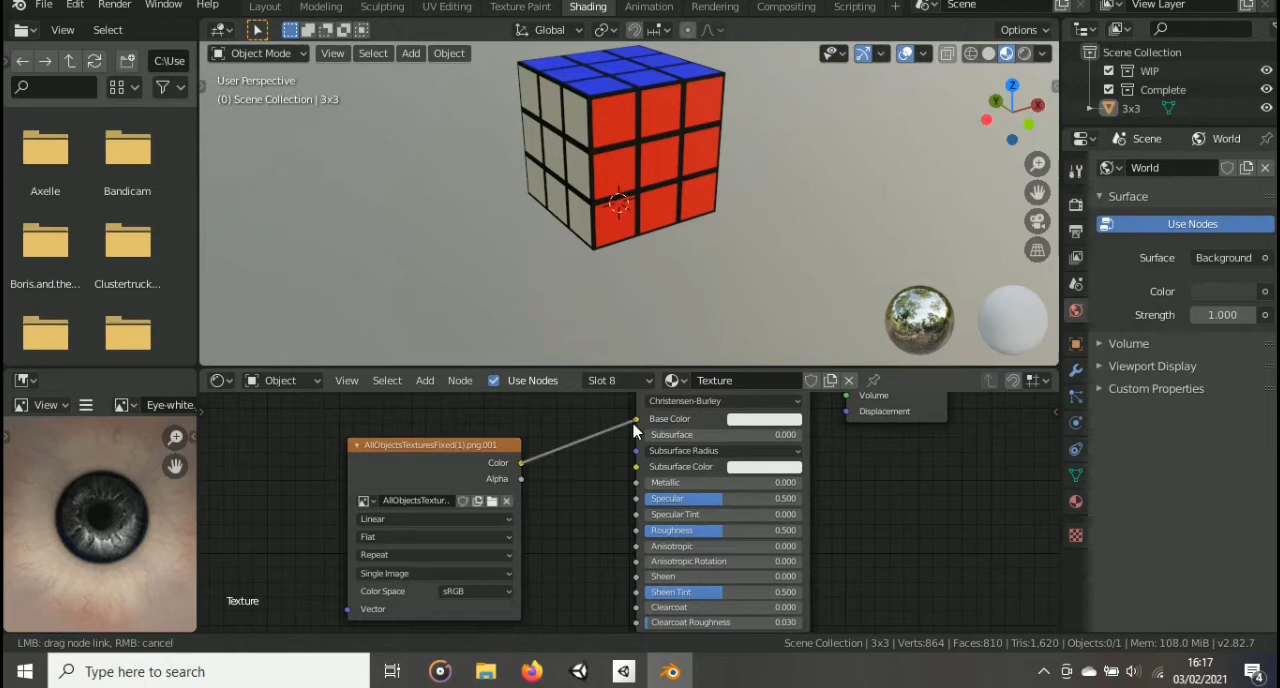 File Edit Render Window Help Layout Modeling Sculpting UV Editing Texture Paint Shading Animation Rendering Compositing Scripting + Scene View Layer
View Select Global Options
Object Mode View Select Add Object
C:\Use
User Perspective
(0) Scene Collection | 3x3
Z
Y
X
Scene Collection
WIP
Complete
3x3
Scene World
World
Surface
Use Nodes
Surface Background
Color
Strength 1.000
Volume
Viewport Display
Custom Properties
Axelle Bandicam
Boris.and.the... Clustertruck...
Object View Select Add Node Use Nodes Slot 8 Texture
View Eye-white.
AllObjectsTexturesFixed(1).png.001
Color
Alpha
AllObjectsTextur..
Linear
Flat
Repeat
Single Image
Color Space sRGB
Vector
Christensen-Burley
Base Color
Subsurface 0.000
Subsurface Radius
Subsurface Color
Metallic 0.000
Specular 0.500
Specular Tint 0.000
Roughness 0.500
Anisotropic 0.000
Anisotropic Rotation 0.000
Sheen 0.000
Sheen Tint 0.500
Clearcoat 0.000
Clearcoat Roughness 0.030
Volume
Displacement
Texture
LMB: drag node link, RMB: cancel
Scene Collection | 3x3 | Verts:864 | Faces:810 | Tris:1,620 | Objects:0/1 | Mem: 108.0 MiB | v2.82.7
Type here to search
16:17
03/02/2021
4